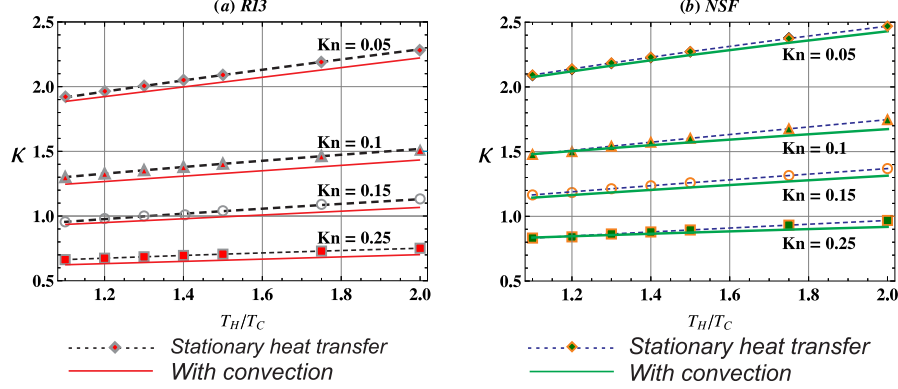 (a) RI3
2.5
2.0
1.5
1.0
0.5
κ
Kn = 0.05
Kn = 0.1
Kn = 0.15
Kn = 0.25
1.2 1.4 1.6 1.8 2.0
T_H/T_C
Stationary heat transfer
With convection
(b) NSF
2.5
2.0
1.5
1.0
0.5
κ
Kn = 0.05
Kn = 0.1
Kn = 0.15
Kn = 0.25
1.2 1.4 1.6 1.8 2.0
T_H/T_C
Stationary heat transfer
With convection